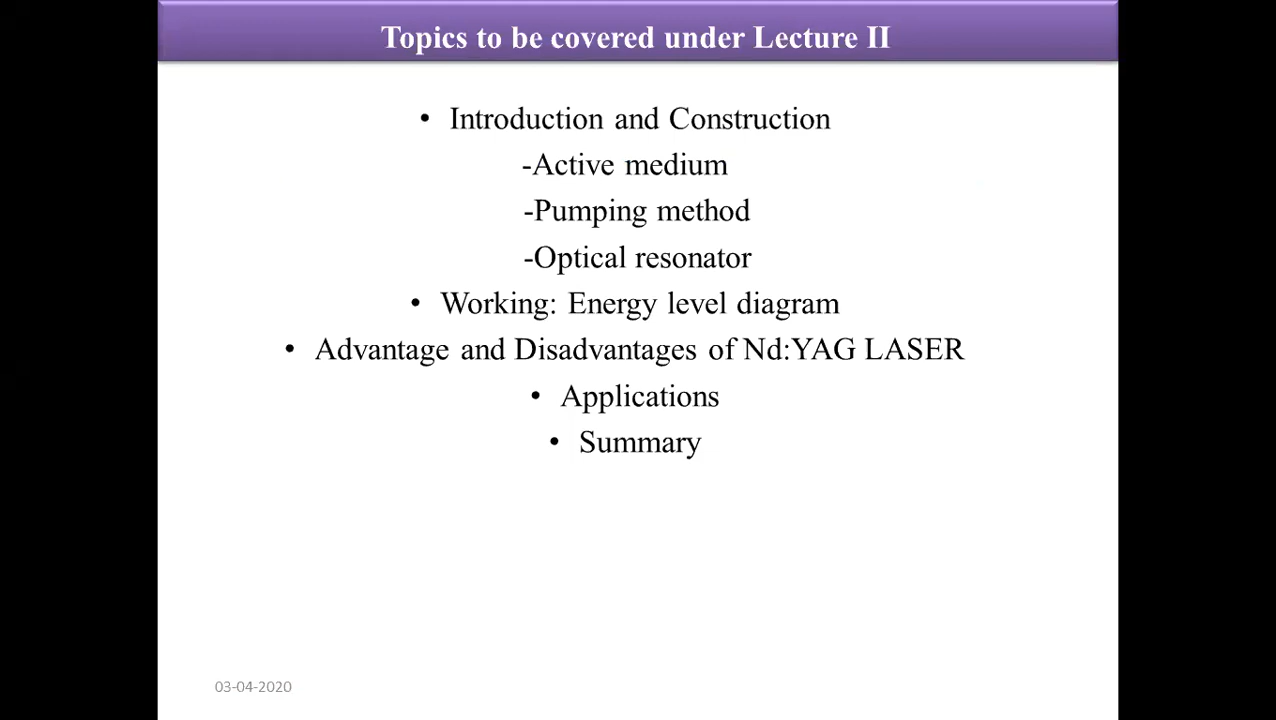 Topics to be covered under Lecture II
• Introduction and Construction
-Active medium
-Pumping method
-Optical resonator
• Working: Energy level diagram
• Advantage and Disadvantages of Nd:YAG LASER
• Applications
• Summary
03-04-2020